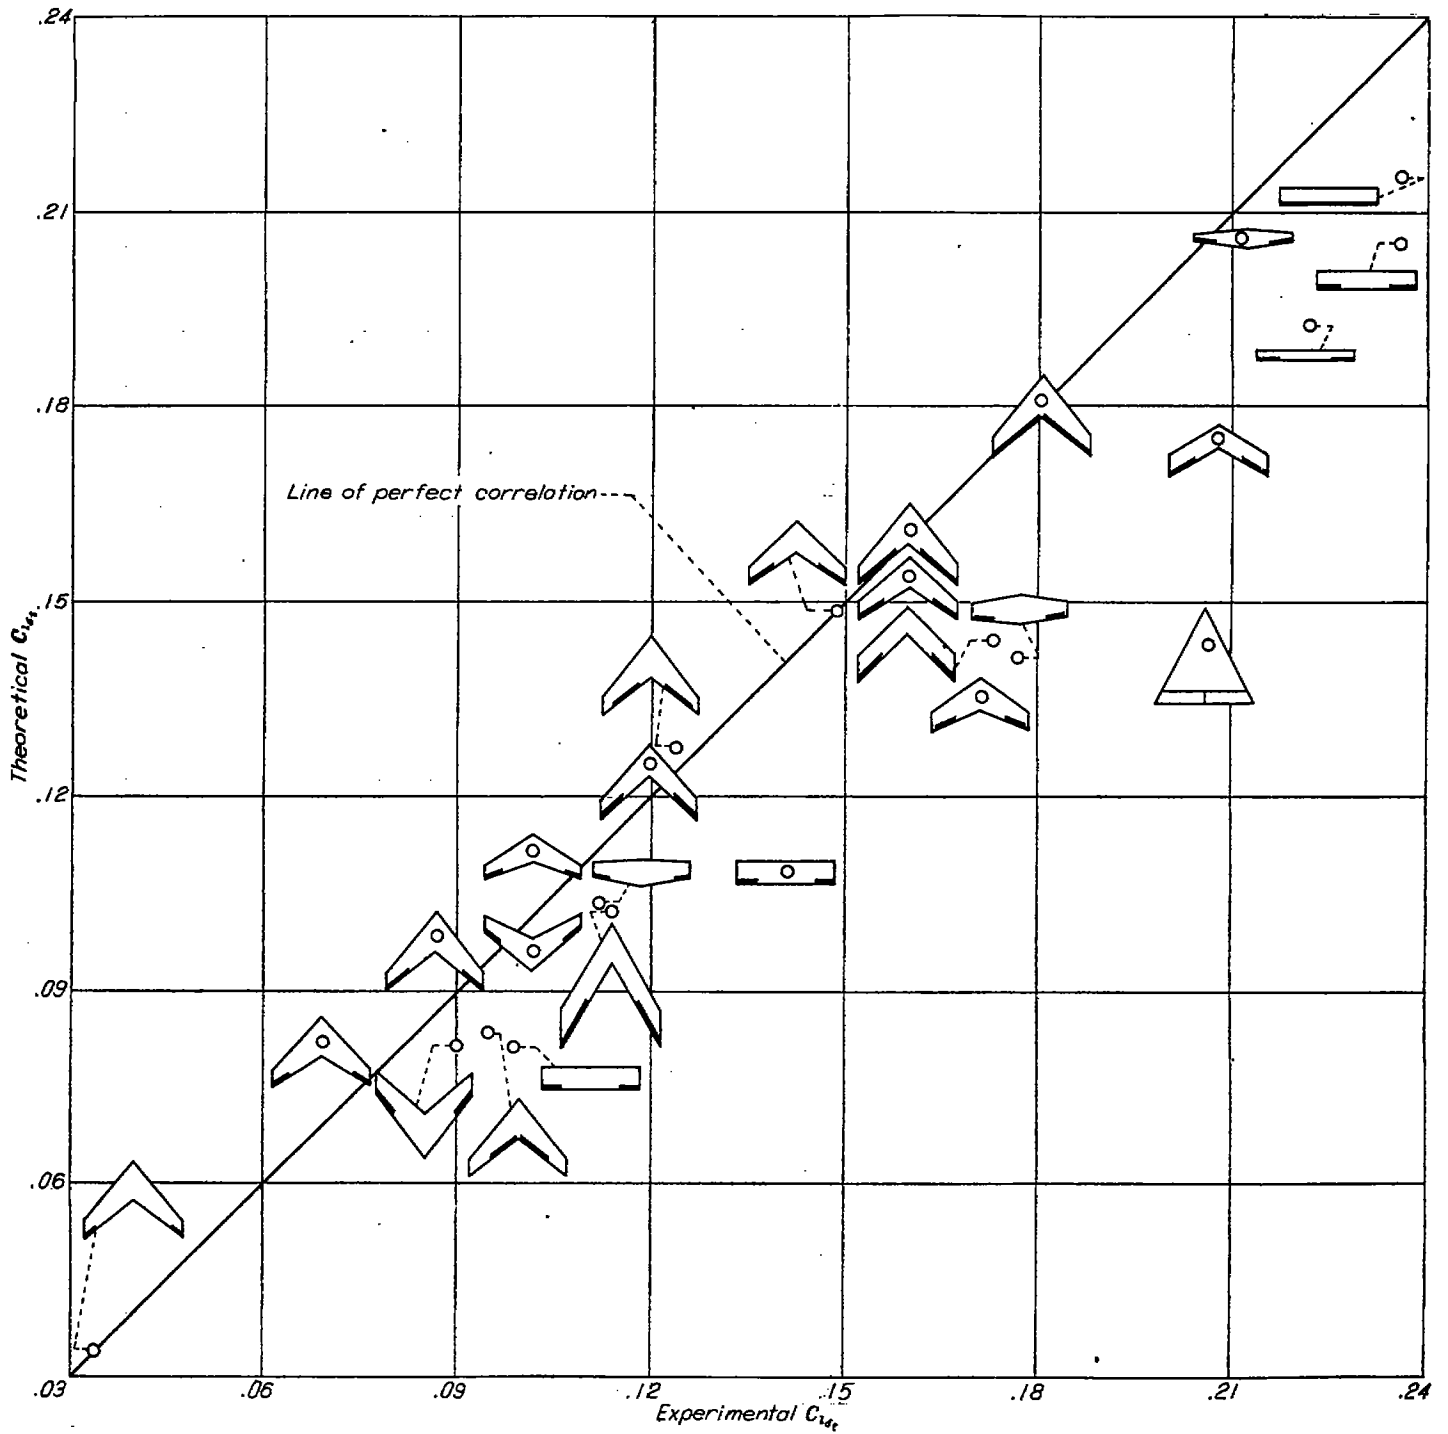 .24
.21
.18
Line of perfect correlation
.15
Theoretical
.12
.09
.06
.03
.03 .06 .09 .12 .15 .18 .21 .24
Experimental